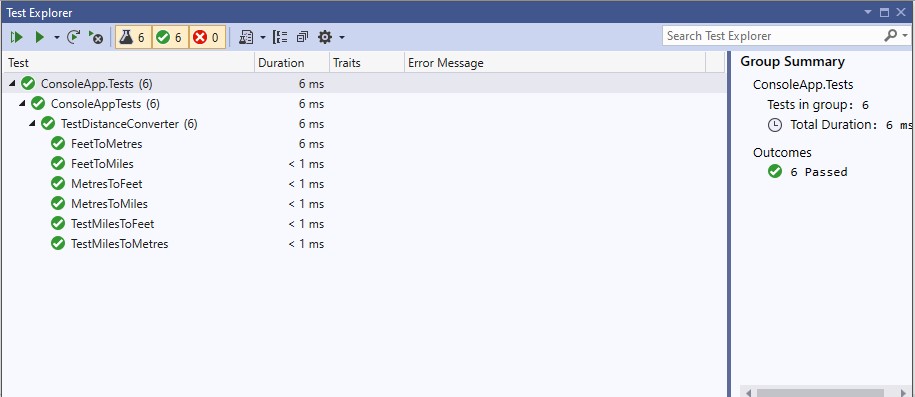 Test Explorer
6 6 0
Search Test Explorer
Test Duration Traits Error Message
ConsoleApp.Tests (6) 6 ms
ConsoleAppTests (6) 6 ms
TestDistanceConverter (6) 6 ms
FeetToMetres 6 ms
FeetToMiles < 1 ms
MetresToFeet < 1 ms
MetresToMiles < 1 ms
TestMilesToFeet < 1 ms
TestMilesToMetres < 1 ms
Group Summary
ConsoleApp.Tests
Tests in group: 6
Total Duration: 6 ms
Outcomes
6 Passed